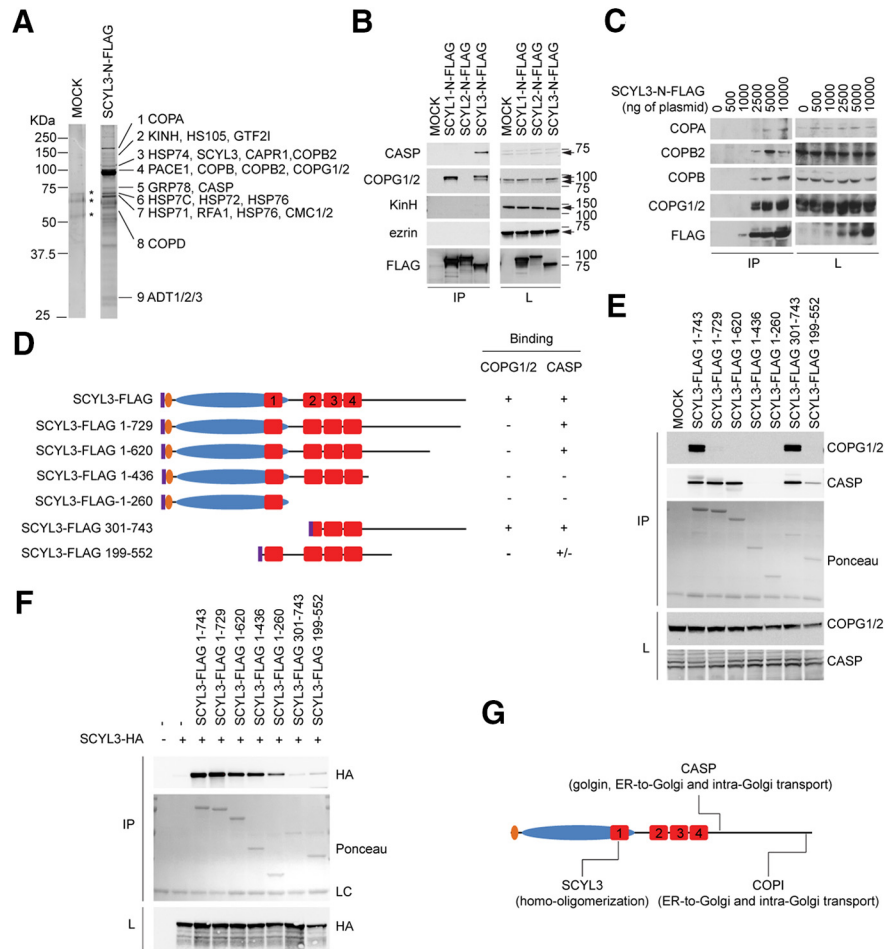 A
MOCK
SCYL3-N-FLAG
KDa
250
150
100
75
50
37.5
25
*
*
*
1 COPA
2 KINH, HS105, GTF2I
3 HSP74, SCYL3, CAPR1,COPB2
4 PACE1, COPB, COPB2, COPG1/2
5 GRP78, CASP
6 HSP7C, HSP72, HSP76
7 HSP71, RFA1, HSP76, CMC1/2
8 COPD
9 ADT1/2/3
B
MOCK
SCYL1-N-FLAG
SCYL2-N-FLAG
SCYL3-N-FLAG
MOCK
SCYL1-N-FLAG
SCYL2-N-FLAG
SCYL3-N-FLAG
CASP
75
COPG1/2
100
75
KinH
150
100
ezrin
75
FLAG
100
75
IP
L
C
SCYL3-N-FLAG
(ng of plasmid)
0 500 1000 2500 5000 10000
0 500 1000 2500 5000 10000
COPA
COPB2
COPB
COPG1/2
FLAG
IP
L
D
Binding
COPG1/2 CASP
SCYL3-FLAG 1 2 3 4 + +
SCYL3-FLAG 1-729 - +
SCYL3-FLAG 1-620 - +
SCYL3-FLAG 1-436 - -
SCYL3-FLAG-1-260 - -
SCYL3-FLAG 301-743 + +
SCYL3-FLAG 199-552 - +/-
E
MOCK
SCYL3-FLAG 1-743
SCYL3-FLAG 1-729
SCYL3-FLAG 1-620
SCYL3-FLAG 1-436
SCYL3-FLAG 1-260
SCYL3-FLAG 301-743
SCYL3-FLAG 199-552
COPG1/2
CASP
IP
Ponceau
COPG1/2
L
CASP
F
-
-
SCYL3-FLAG 1-743
SCYL3-FLAG 1-729
SCYL3-FLAG 1-620
SCYL3-FLAG 1-436
SCYL3-FLAG 1-260
SCYL3-FLAG 301-743
SCYL3-FLAG 199-552
SCYL3-HA - + + + + + + + +
HA
IP
Ponceau
LC
L
HA
G
CASP
(golgin, ER-to-Golgi and intra-Golgi transport)
1 2 3 4
SCYL3
(homo-oligomerization)
COPI
(ER-to-Golgi and intra-Golgi transport)